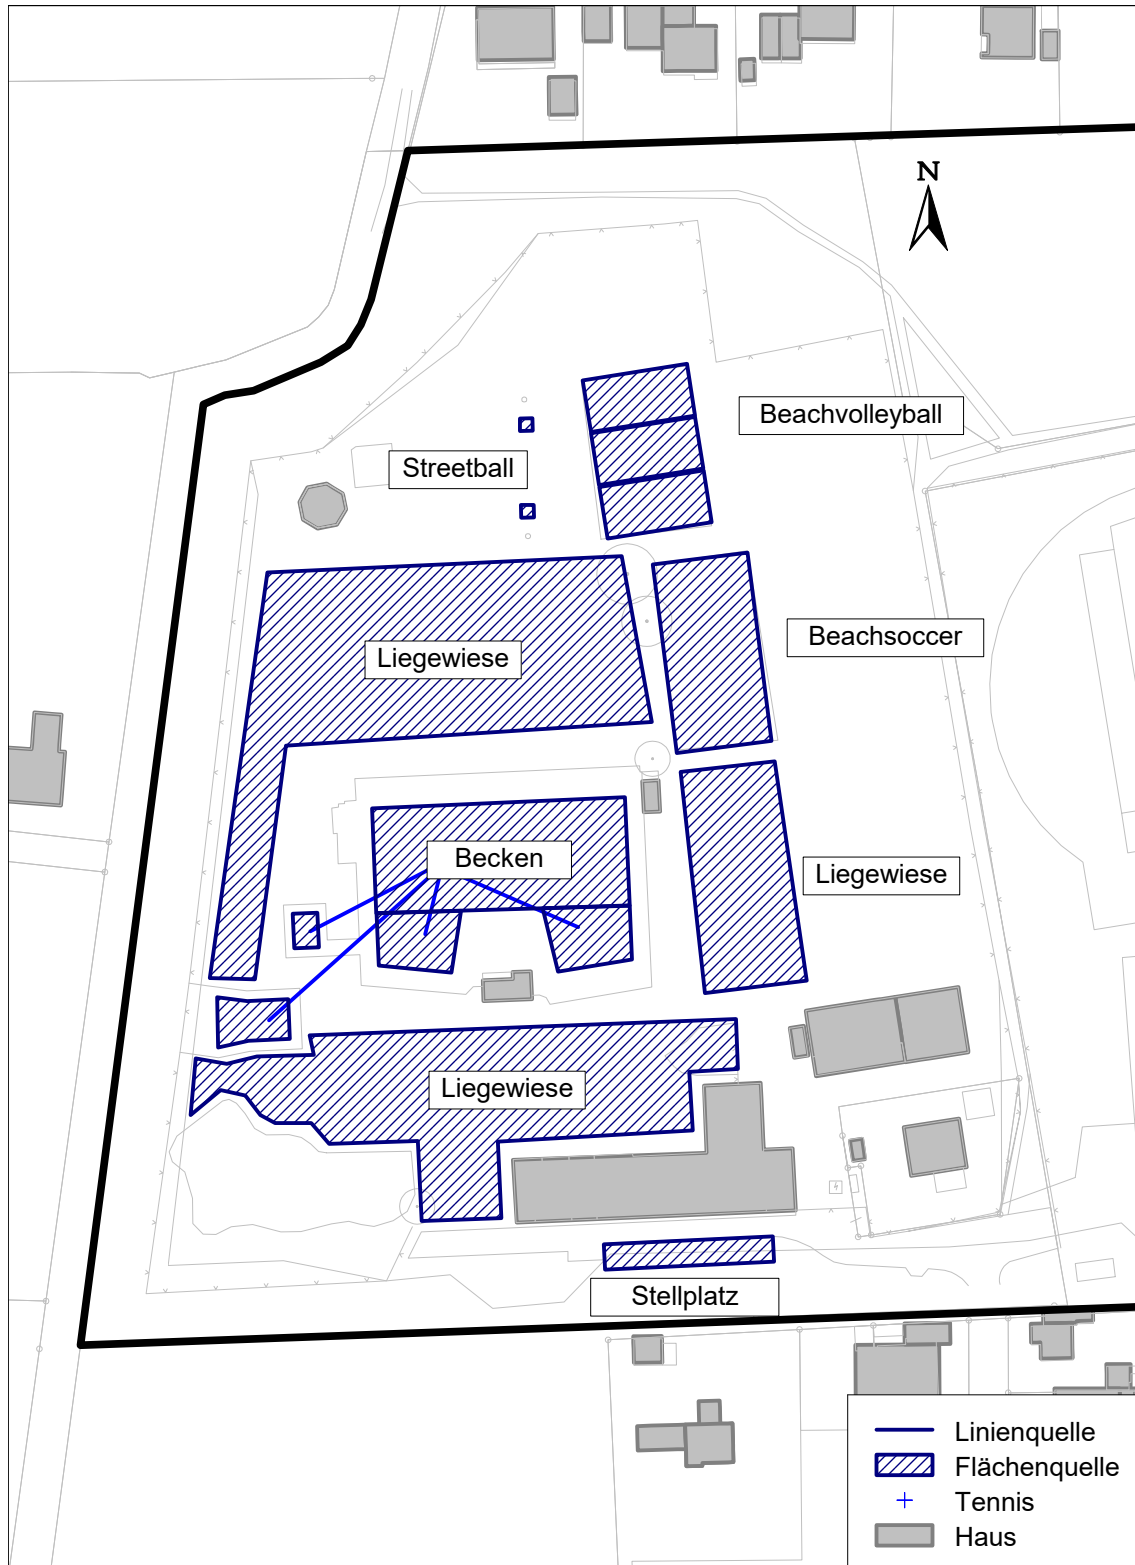 N
Beachvolleyball
Streetball
Beachsoccer
Liegewiese
Becken
Liegewiese
Liegewiese
Stellplatz
Linienquelle
Flächenquelle
Tennis
Haus